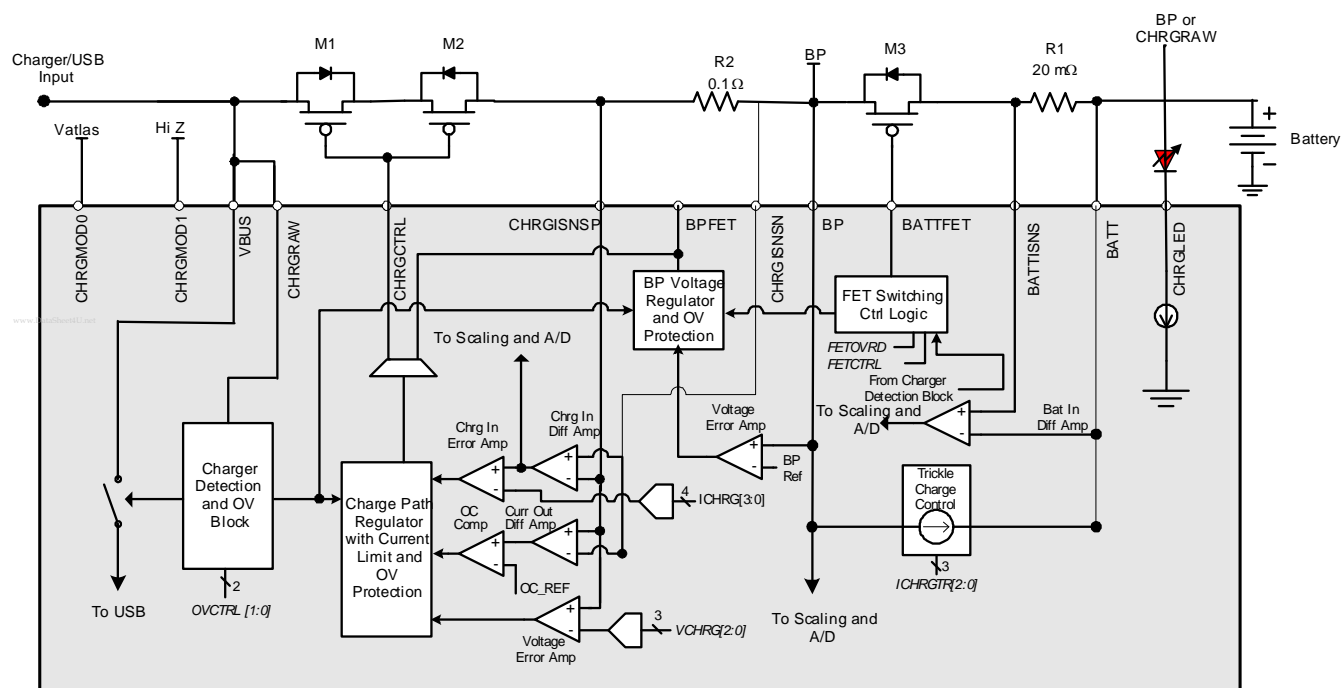 BP or
CHRGRAW
M1
M2
BP
M3
R1
20 mΩ
R2
0.1Ω
Charger/USB
Input
Vatlas
Hi Z
+
Battery
CHRGMOD0
CHRGMOD1
VBUS
CHRGRAW
CHRGCTRL
CHRGISNSP
BPFET
CHRGISNSN
BP
BATTFET
BATTISNS
BATT
CHRGLED
www.DataSheet4U.net
BP Voltage
Regulator
and OV
Protection
FET Switching
Ctrl Logic
To Scaling and A/D
FETOVRD
FETCTRL
From Charger
Detection Block
To Scaling and
A/D
Bat In
Diff Amp
Voltage
Error Amp
BP
Ref
Chrg In
Error Amp
Chrg In
Diff Amp
Charger
Detection
and OV
Block
Charge Path
Regulator
with Current
Limit and
OV
Protection
4
ICHRG[3:0]
OC
Comp
Curr Out
Diff Amp
OC_REF
Trickle
Charge
Control
3
ICHRGTR[2:0]
2
OVCTRL [1:0]
To USB
3
VCHRG[2:0]
Voltage
Error Amp
To Scaling and
A/D